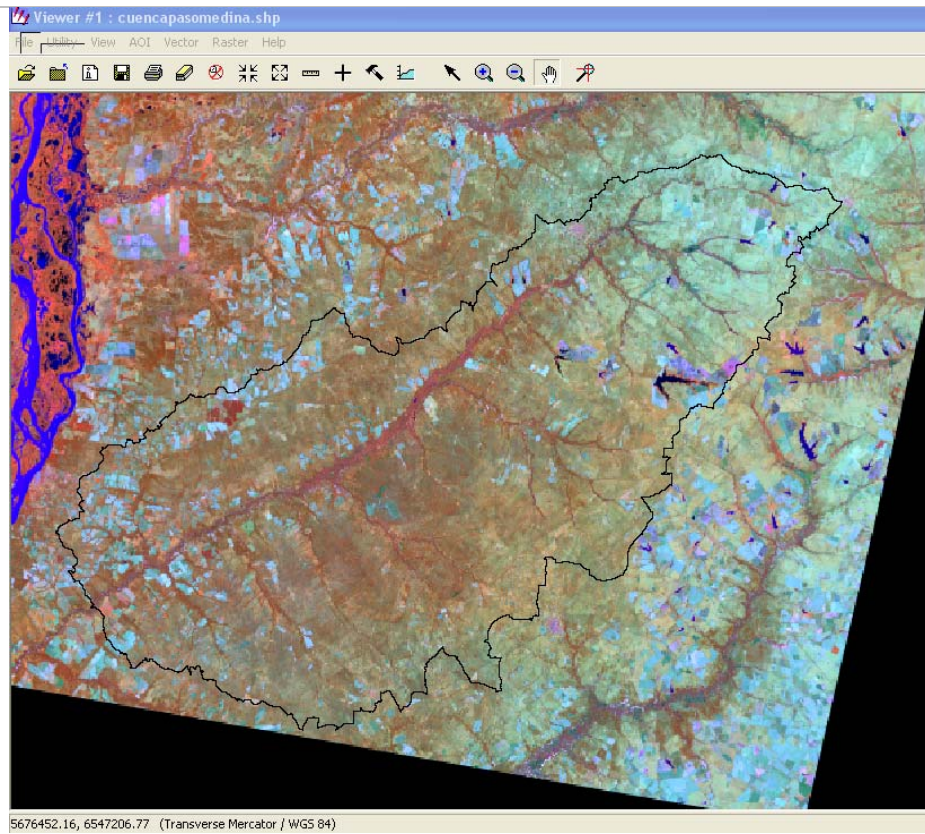 Viewer #1 : cuencapasomedina.shp
File Utility View AOI Vector Raster Help
5676452.16, 6547206.77 (Transverse Mercator / WGS 84)